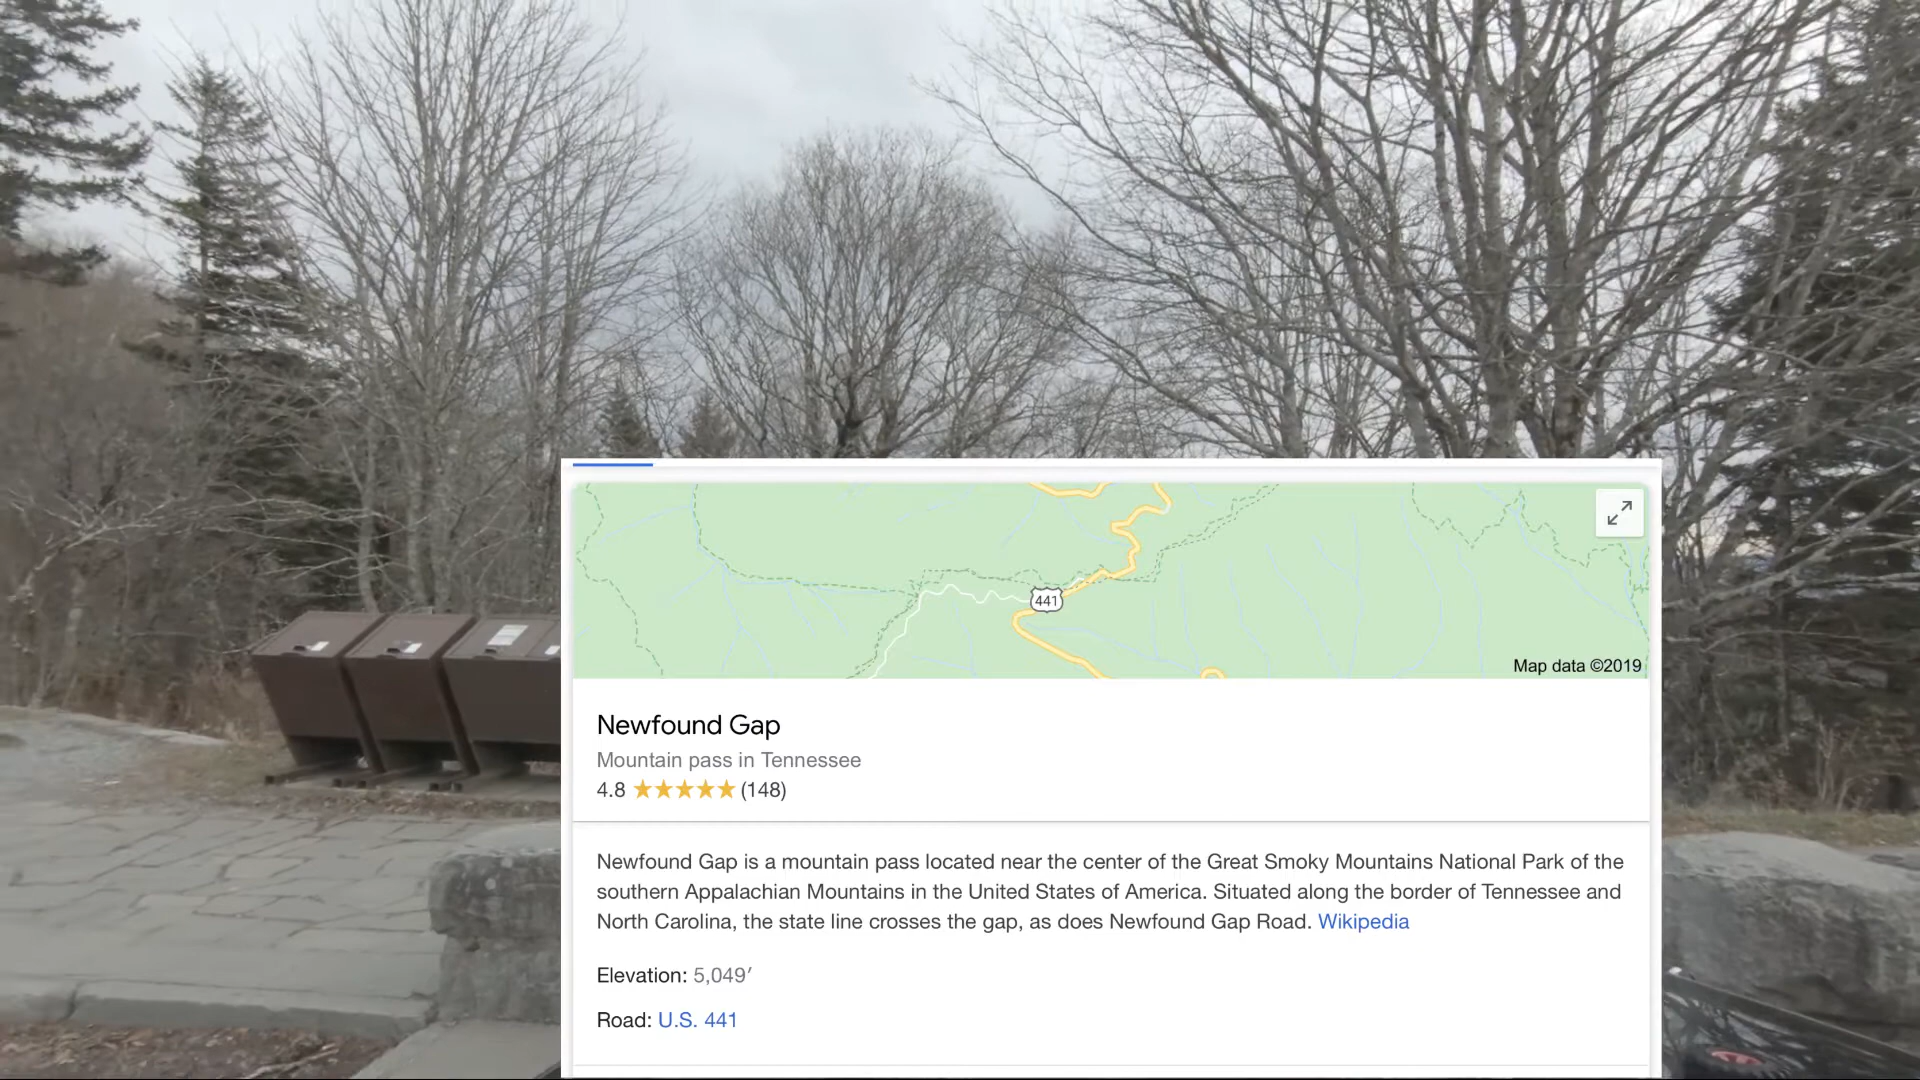 441
Map data ©2019
Newfound Gap
Mountain pass in Tennessee
4.8 ★★★★★ (148)
Newfound Gap is a mountain pass located near the center of the Great Smoky Mountains National Park of the
southern Appalachian Mountains in the United States of America. Situated along the border of Tennessee and
North Carolina, the state line crosses the gap, as does Newfound Gap Road. Wikipedia
Elevation: 5,049′
Road: U.S. 441